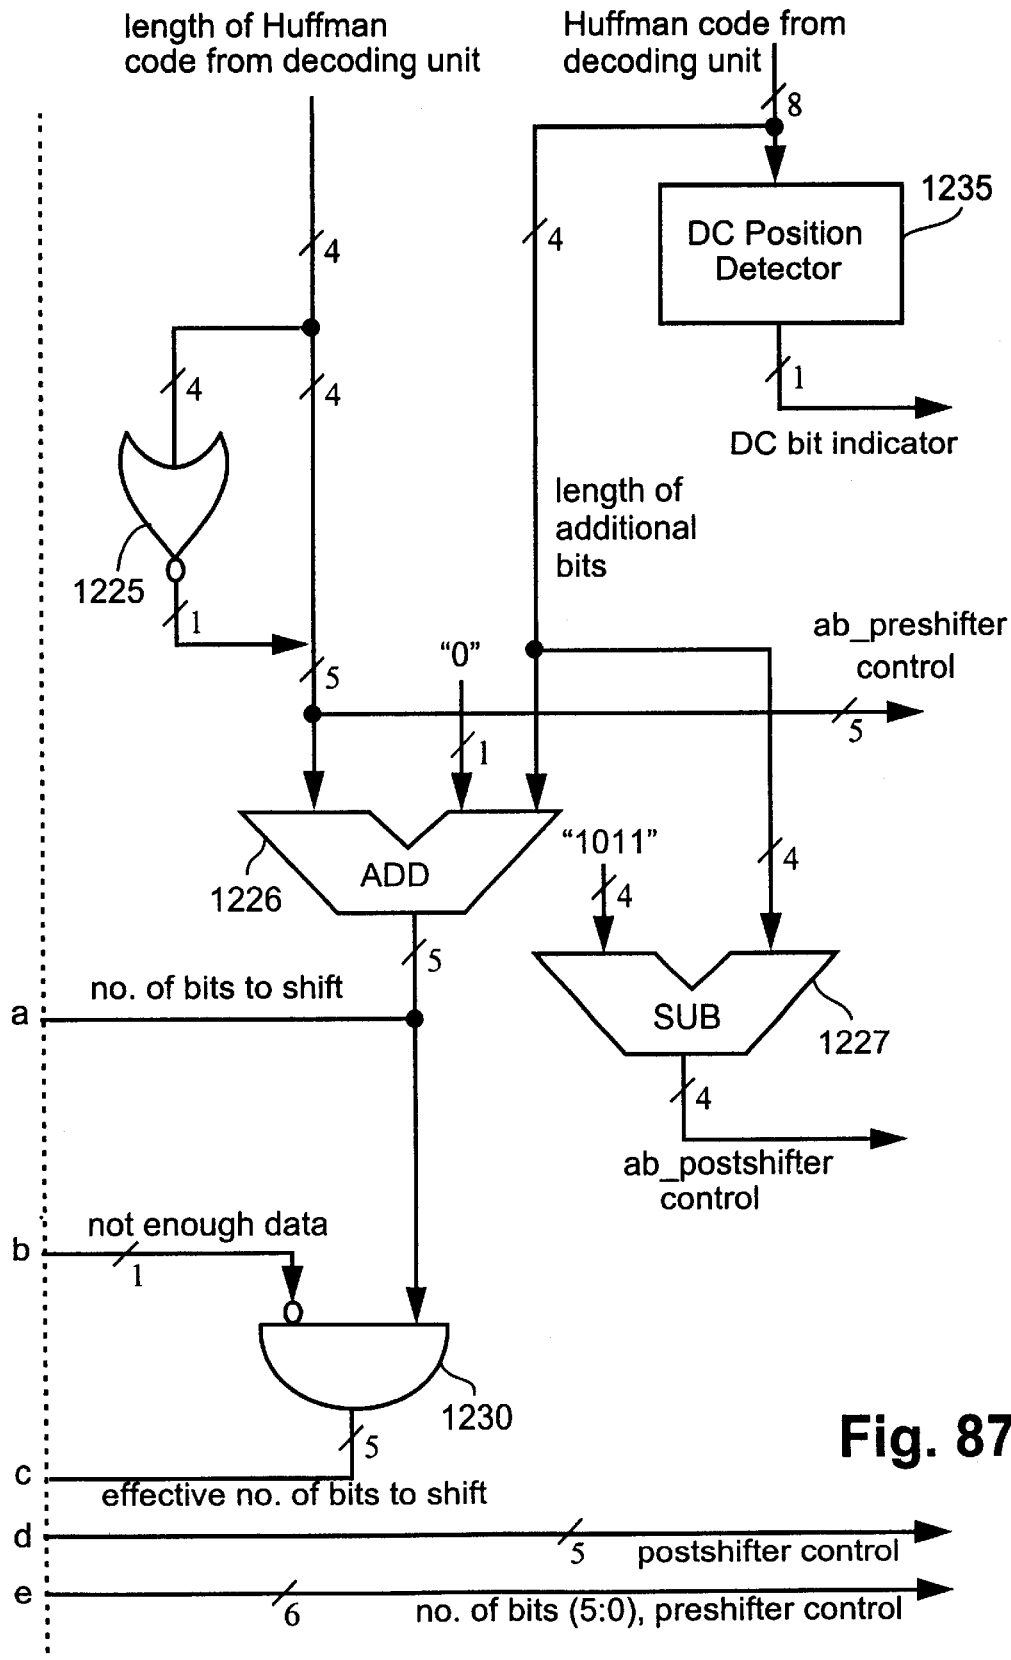 length of Huffman
code from decoding unit
Huffman code from
decoding unit
8
1235
DC Position
Detector
4
4
4
4
1
DC bit indicator
length of
additional
bits
1225
1
ab_preshifter
control
"0"
5
1
5
"1011"
4
4
ADD
1226
5
no. of bits to shift
a
SUB
1227
4
ab_postshifter
control
not enough data
b
1
1230
5
Fig. 87
c
effective no. of bits to shift
d
5
postshifter control
e
6
no. of bits (5:0), preshifter control